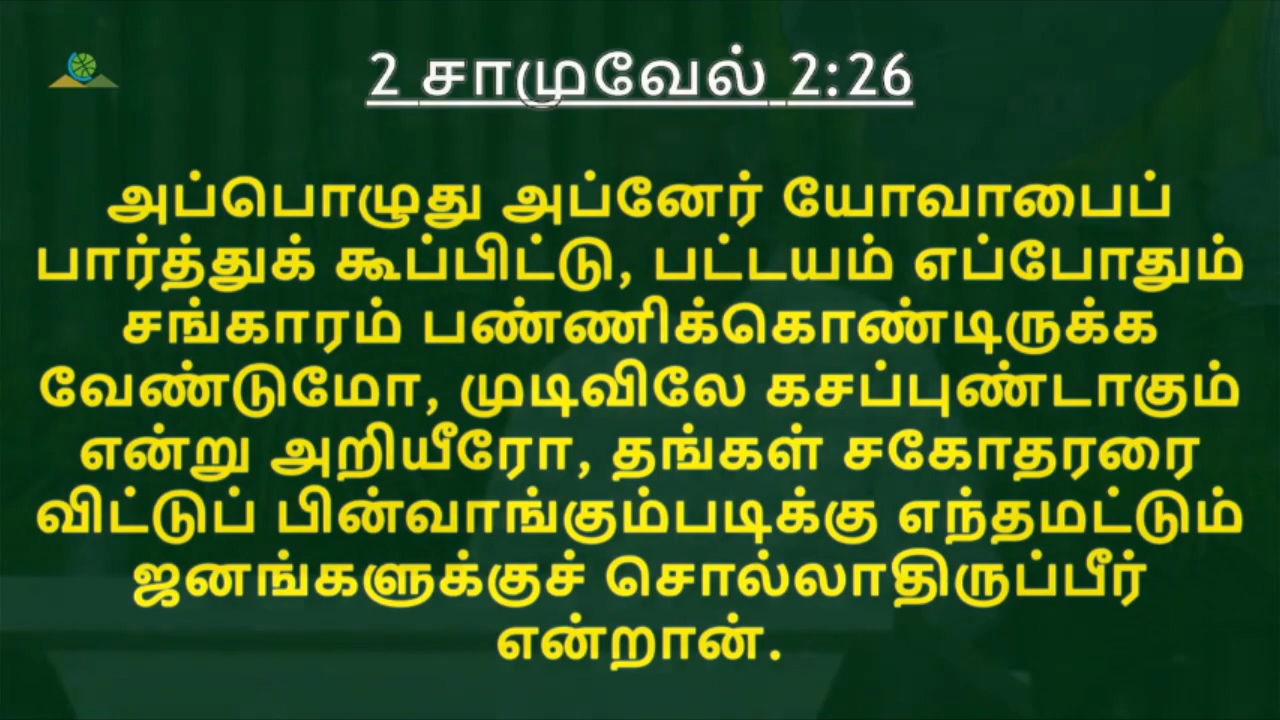 2 சாமுவேல் 2:26
அப்பொழுது அப்னேர் யோவாபைப்
பார்த்துக் கூப்பிட்டு, பட்டயம் எப்போதும்
சங்காரம் பண்ணிக்கொண்டிருக்க
வேண்டுமோ, முடிவிலே கசப்புண்டாகும்
என்று அறியீரோ, தங்கள் சகோதரரை
விட்டுப் பின்வாங்கும்படிக்கு எந்தமட்டும்
ஜனங்களுக்குச் சொல்லாதிருப்பீர்
என்றான்.